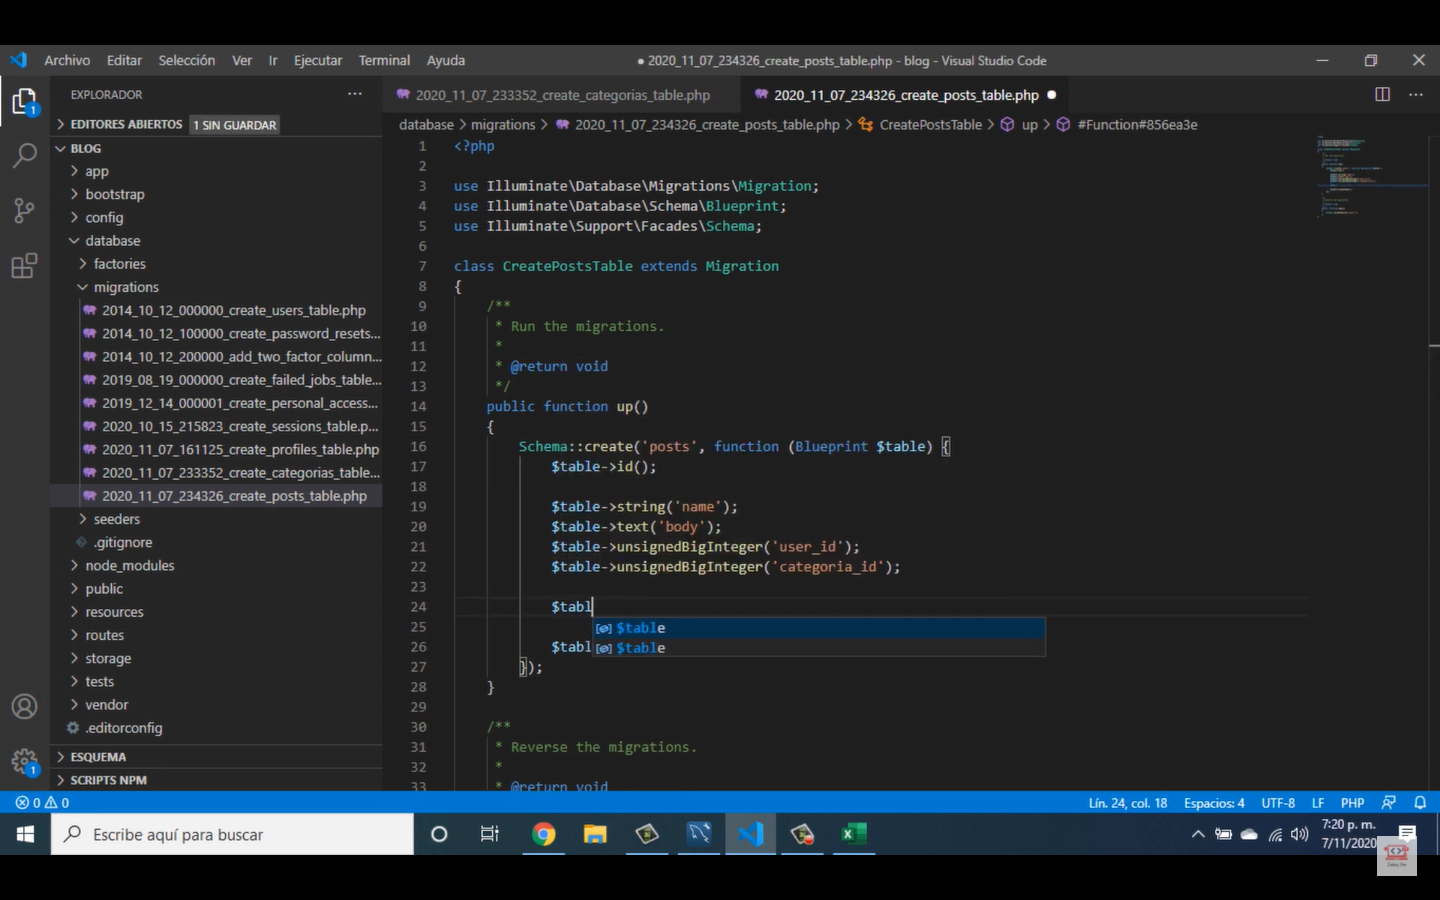 Archivo Editar Selección Ver Ir Ejecutar Terminal Ayuda
● 2020_11_07_234326_create_posts_table.php - blog - Visual Studio Code
EXPLORADOR
EDITORES ABIERTOS 1 SIN GUARDAR
BLOG
app
bootstrap
config
database
factories
migrations
2014_10_12_000000_create_users_table.php
2014_10_12_100000_create_password_resets...
2014_10_12_200000_add_two_factor_column...
2019_08_19_000000_create_failed_jobs_table...
2019_12_14_000001_create_personal_access...
2020_10_15_215823_create_sessions_table.p...
2020_11_07_161125_create_profiles_table.php
2020_11_07_233352_create_categorias_table...
2020_11_07_234326_create_posts_table.php
seeders
.gitignore
node_modules
public
resources
routes
storage
tests
vendor
.editorconfig
ESQUEMA
SCRIPTS NPM
1
1
2020_11_07_233352_create_categorias_table.php
2020_11_07_234326_create_posts_table.php ●
database > migrations > 2020_11_07_234326_create_posts_table.php > CreatePostsTable > up > #Function#856ea3e
1 <?php
2
3 use Illuminate\Database\Migrations\Migration;
4 use Illuminate\Database\Schema\Blueprint;
5 use Illuminate\Support\Facades\Schema;
6
7 class CreatePostsTable extends Migration
8 {
9 /**
10 * Run the migrations.
11 *
12 * @return void
13 */
14 public function up()
15 {
16 Schema::create('posts', function (Blueprint $table) {
17 $table->id();
18
19 $table->string('name');
20 $table->text('body');
21 $table->unsignedBigInteger('user_id');
22 $table->unsignedBigInteger('categoria_id');
23
24 $tabl
25
$table
26 $tabl
$table
27 });
28 }
29
30 /**
31 * Reverse the migrations.
32 *
33 * @return void
0 0
Lín. 24, col. 18 Espacios: 4 UTF-8 LF PHP
Escribe aquí para buscar
7:20 p. m.
7/11/2020